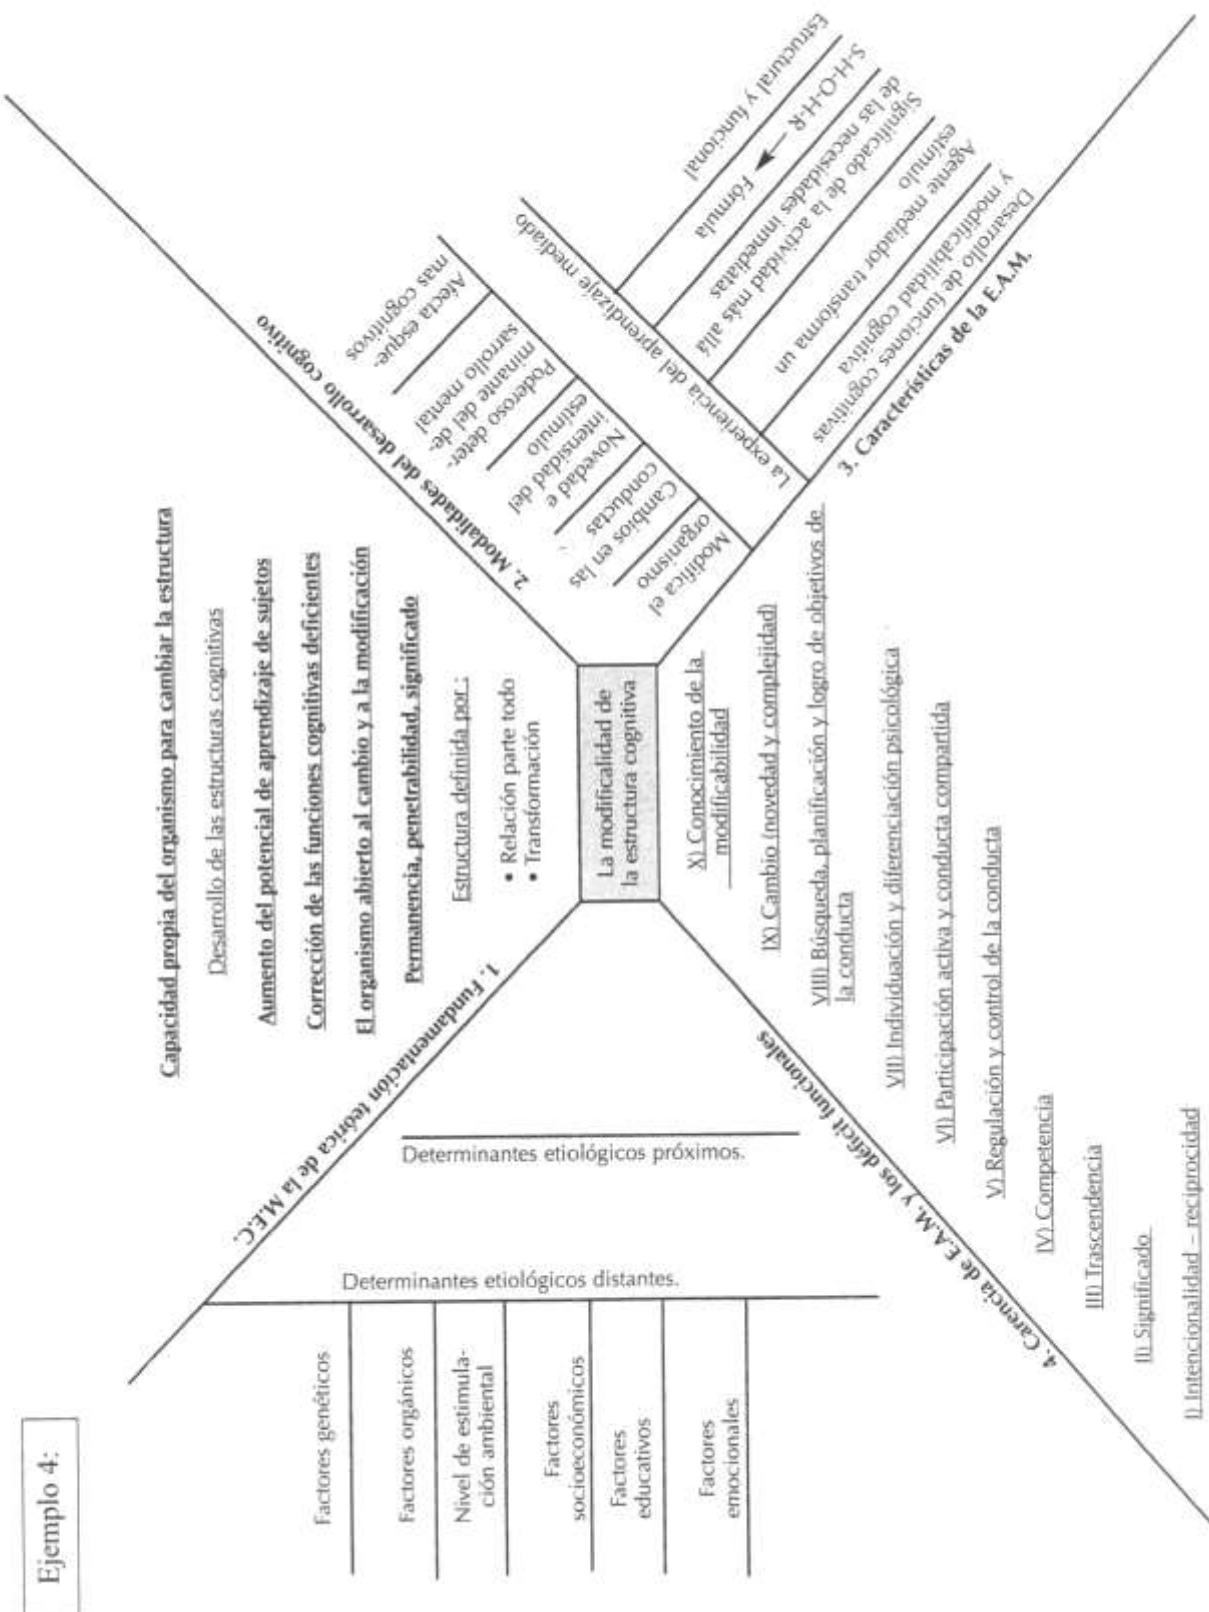 Ejemplo 4:
Capacidad propia del organismo para cambiar la estructura
Desarrollo de las estructuras cognitivas
Aumento del potencial de aprendizaje de sujetos
Corrección de las funciones cognitivas deficientes
El organismo abierto al cambio y a la modificación
Permanencia, penetrabilidad, significado
Estructura definida por :
• Relación parte todo
• Transformación
1. Fundamentación teórica de la M.E.C.
2. Modalidades del desarrollo cognitivo
Afecta esque-
mas cognitivos
Poderoso deter-
minante del de-
sarrollo mental
Novedad e
intensidad del
estímulo
Cambios en las
conductas
Modifica el
organismo
La experiencia del aprendizaje mediado
Estructural y funcional
S-H-O-H-R
Fórmula
Significado de la actividad más allá
de las necesidades inmediatas
Agente mediador transforma un
estímulo
Desarrollo de funciones cognitivas
y modificabilidad cognitiva
3. Características de la E.A.M.
La modificalidad de
la estructura cognitiva
Determinantes etiológicos próximos.
Determinantes etiológicos distantes.
Factores genéticos
Factores orgánicos
Nivel de estimula-
ción ambiental
Factores
socioeconómicos
Factores
educativos
Factores
emocionales
4. Carencia de E.A.M. y los déficit funcionales
X) Conocimiento de la
modificabilidad
IX) Cambio (novedad y complejidad)
VIII) Búsqueda, planificación y logro de objetivos de
la conducta
VII) Individuación y diferenciación psicológica
VI) Participación activa y conducta compartida
V) Regulación y control de la conducta
IV) Competencia
III) Trascendencia
II) Significado
I) Intencionalidad – reciprocidad